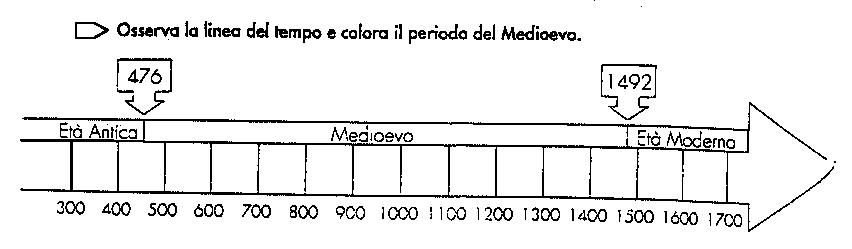 Osserva la linea del tempo e colora il periodo del Medioevo.
476 1492
Età Antica Medioevo Età Moderna
300 400 500 600 700 800 900 1000 1100 1200 1300 1400 1500 1600 1700